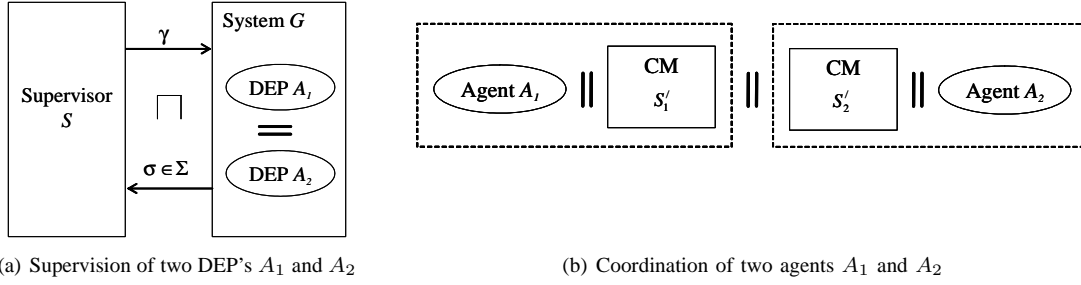 Supervisor
S
γ
⊓
σ ∈ Σ
System G
DEP A₁
||
DEP A₂
Agent A₁ || CM S₁′ || CM S₂′ || Agent A₂
(a) Supervision of two DEP's A₁ and A₂
(b) Coordination of two agents A₁ and A₂